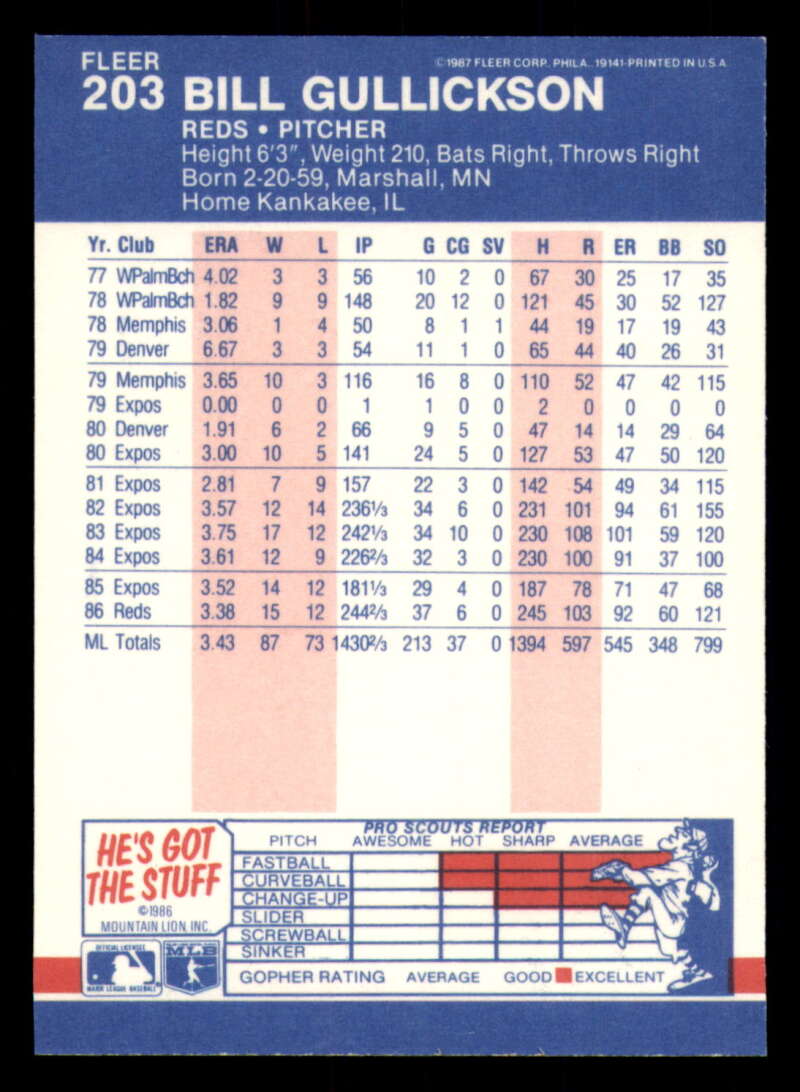 FLEER
©1987 FLEER CORP. PHILA., 19141-PRINTED IN U.S.A.
203 BILL GULLICKSON
REDS • PITCHER
Height 6'3", Weight 210, Bats Right, Throws Right
Born 2-20-59, Marshall, MN
Home Kankakee, IL
Yr. Club ERA W L IP G CG SV H R ER BB SO
77 WPalmBch 4.02 3 3 56 10 2 0 67 30 25 17 35
78 WPalmBch 1.82 9 9 148 20 12 0 121 45 30 52 127
78 Memphis 3.06 1 4 50 8 1 1 44 19 17 19 43
79 Denver 6.67 3 3 54 11 1 0 65 44 40 26 31
79 Memphis 3.65 10 3 116 16 8 0 110 52 47 42 115
79 Expos 0.00 0 0 1 1 0 0 2 0 0 0 0
80 Denver 1.91 6 2 66 9 5 0 47 14 14 29 64
80 Expos 3.00 10 5 141 24 5 0 127 53 47 50 120
81 Expos 2.81 7 9 157 22 3 0 142 54 49 34 115
82 Expos 3.57 12 14 236⅓ 34 6 0 231 101 94 61 155
83 Expos 3.75 17 12 242⅓ 34 10 0 230 108 101 59 120
84 Expos 3.61 12 9 226⅔ 32 3 0 230 100 91 37 100
85 Expos 3.52 14 12 181⅓ 29 4 0 187 78 71 47 68
86 Reds 3.38 15 12 244⅔ 37 6 0 245 103 92 60 121
ML Totals 3.43 87 73 1430⅔ 213 37 0 1394 597 545 348 799
HE'S GOT
THE STUFF
©1986
MOUNTAIN LION, INC.
PRO SCOUTS REPORT
PITCH AWESOME HOT SHARP AVERAGE
FASTBALL
CURVEBALL
CHANGE-UP
SLIDER
SCREWBALL
SINKER
GOPHER RATING AVERAGE GOOD EXCELLENT
OFFICIAL LICENSEE
MAJOR LEAGUE BASEBALL
MLB